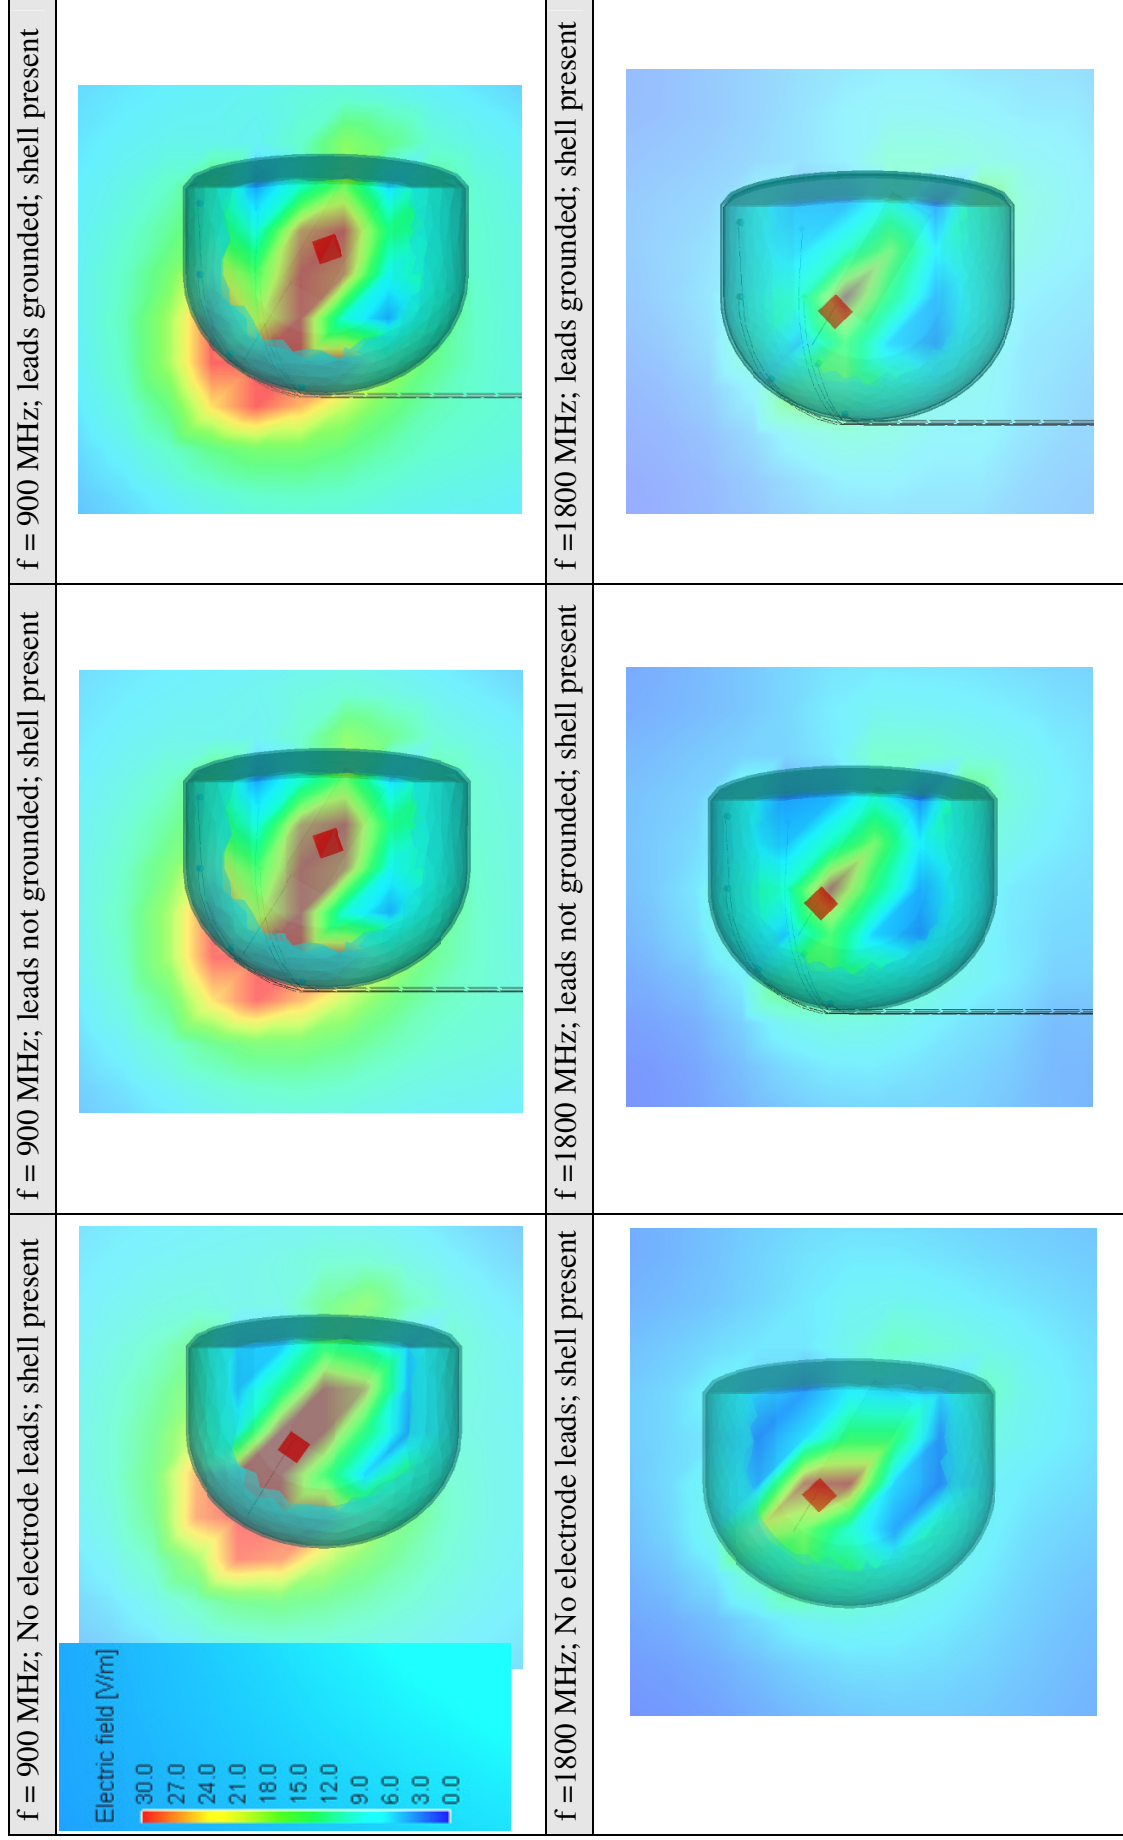 f = 900 MHz; No electrode leads; shell present
f = 900 MHz; leads not grounded; shell present
f = 900 MHz; leads grounded; shell present
Electric field [V/m]
30.0
27.0
24.0
21.0
18.0
15.0
12.0
9.0
6.0
3.0
0.0
f =1800 MHz; No electrode leads; shell present
f =1800 MHz; leads not grounded; shell present
f =1800 MHz; leads grounded; shell present